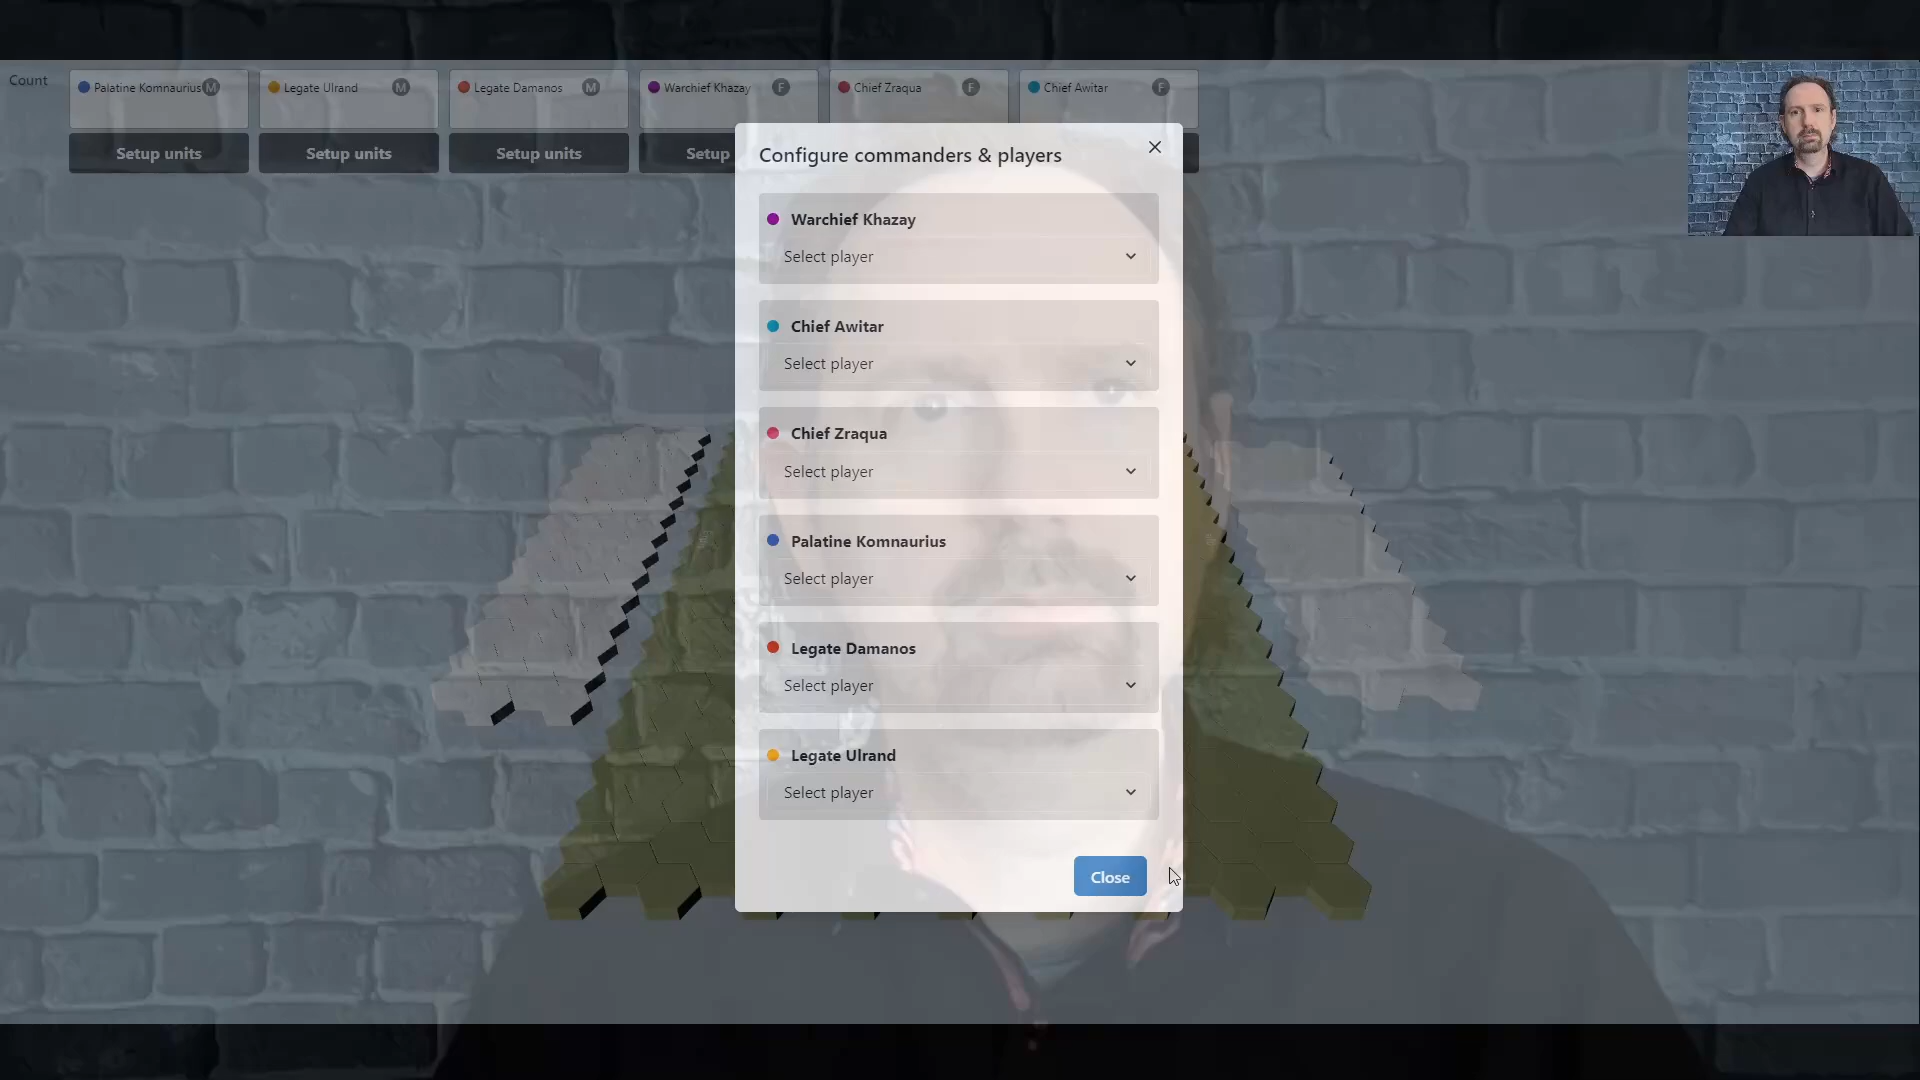 Count
Palatine Komnaurius M
Legate Ulrand M
Legate Damanos M
Warchief Khazay F
Chief Zraqua F
Chief Awitar F
Setup units
Setup units
Setup units
Setup
Configure commanders & players
Warchief Khazay
Select player
Chief Awitar
Select player
Chief Zraqua
Select player
Palatine Komnaurius
Select player
Legate Damanos
Select player
Legate Ulrand
Select player
Close